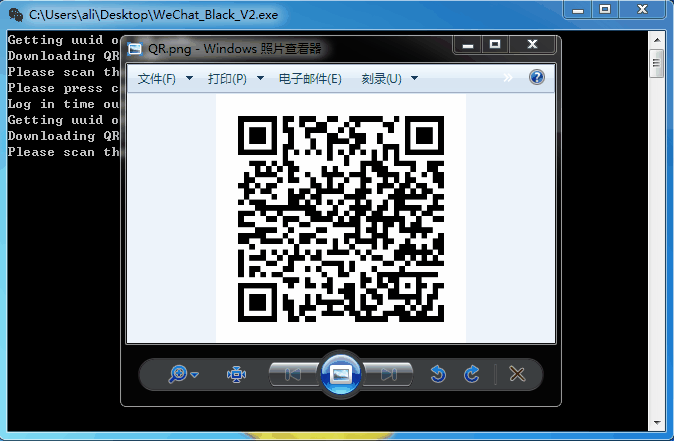 C:\Users\ali\Desktop\WeChat_Black_V2.exe
Getting uuid o
Downloading QR
Please scan th
Please press c
Log in time ou
Getting uuid o
Downloading QR
Please scan th
QR.png - Windows 照片查看器
文件(F) 打印(P) 电子邮件(E) 刻录(U) »